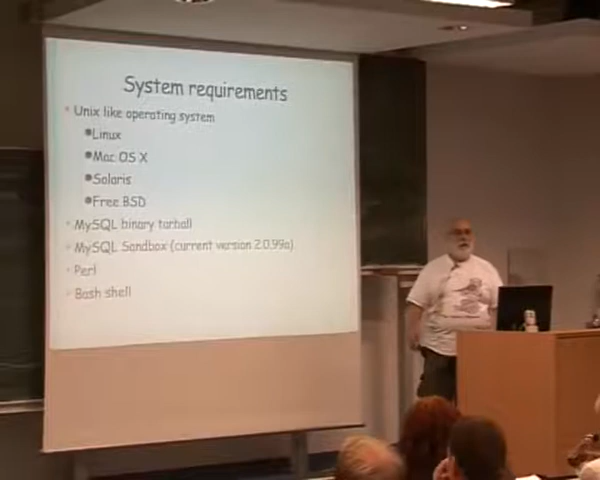 System requirements
Unix like operating system
Linux
Mac OS X
Solaris
Free BSD
MySQL binary tarball
MySQL Sandbox (current version 2.0.99a)
Perl
Bash shell